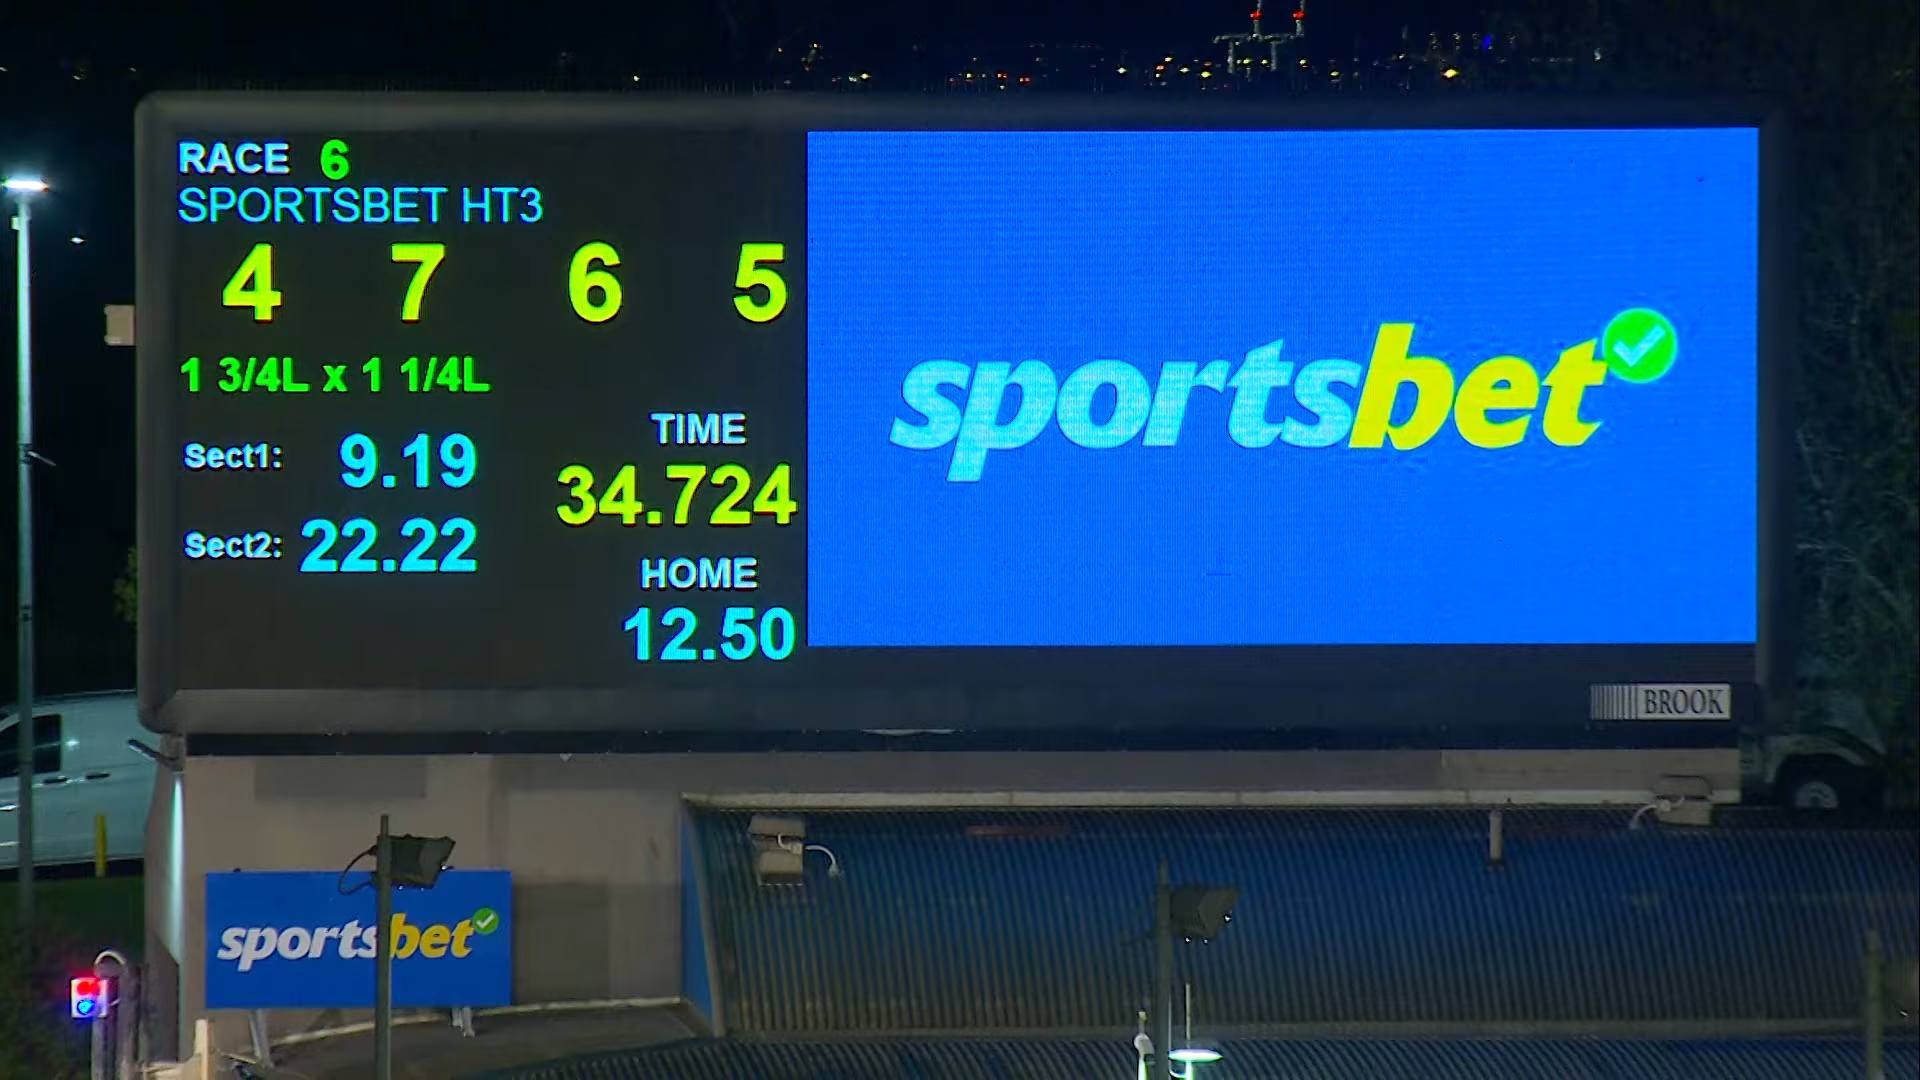 RACE 6
SPORTSBET HT3
4 7 6 5
1 3/4L x 1 1/4L
Sect1: 9.19
Sect2: 22.22
TIME
34.724
HOME
12.50
sportsbet
BROOK
sportsbet